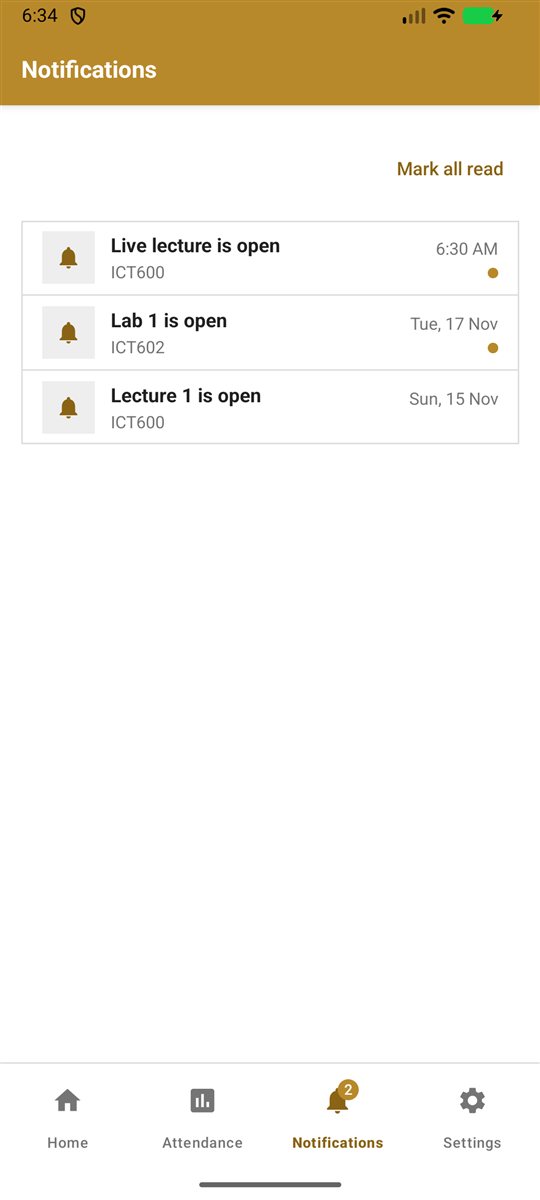 6:34
Notifications
Mark all read
Live lecture is open
6:30 AM
ICT600
Lab 1 is open
Tue, 17 Nov
ICT602
Lecture 1 is open
Sun, 15 Nov
ICT600
2
Home
Attendance
Notifications
Settings